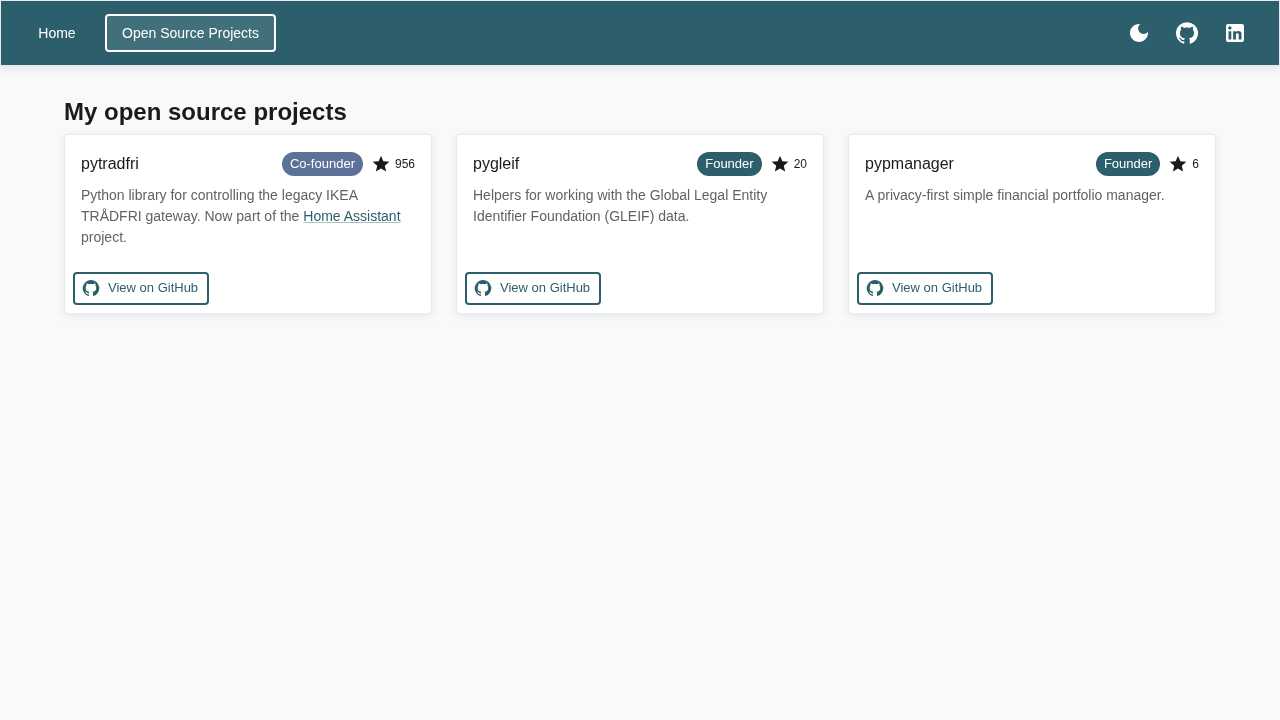 Home
Open Source Projects
My open source projects
pytradfri
Co-founder
956
Python library for controlling the legacy IKEA
TRÅDFRI gateway. Now part of the Home Assistant
project.
View on GitHub
pygleif
Founder
20
Helpers for working with the Global Legal Entity
Identifier Foundation (GLEIF) data.
View on GitHub
pypmanager
Founder
6
A privacy-first simple financial portfolio manager.
View on GitHub